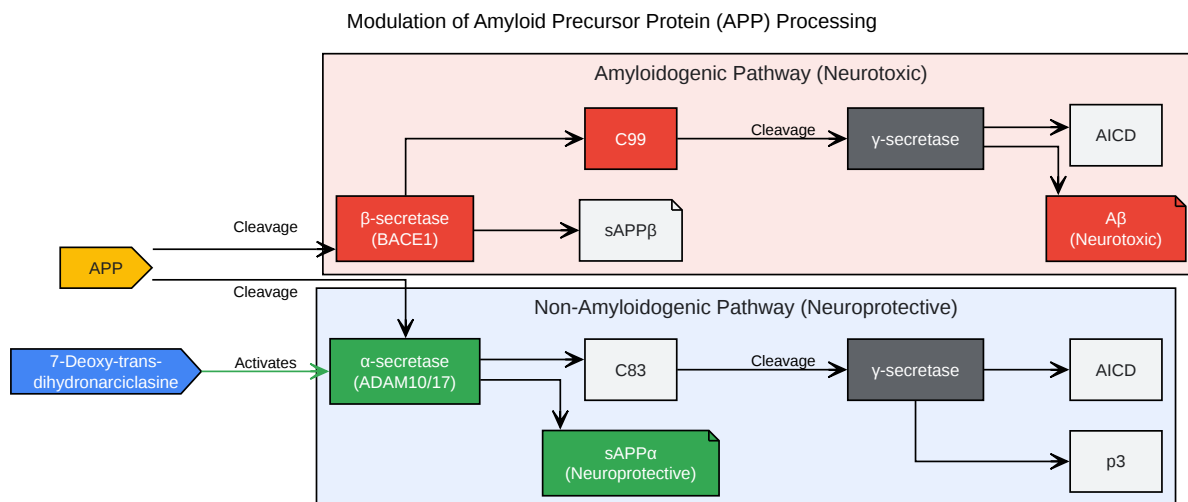 Modulation of Amyloid Precursor Protein (APP) Processing
Amyloidogenic Pathway (Neurotoxic)
C99
Cleavage
γ-secretase
AICD
β-secretase
(BACE1)
sAPPβ
Aβ
(Neurotoxic)
Cleavage
APP
Cleavage
Non-Amyloidogenic Pathway (Neuroprotective)
7-Deoxy-trans-
dihydronarciclasine
Activates
α-secretase
(ADAM10/17)
C83
Cleavage
γ-secretase
AICD
sAPPα
(Neuroprotective)
p3